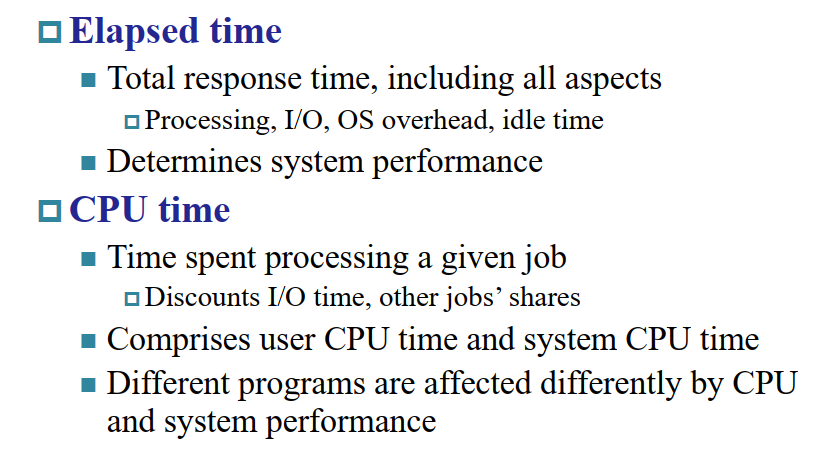 Elapsed time
Total response time, including all aspects
Processing, I/O, OS overhead, idle time
Determines system performance
CPU time
Time spent processing a given job
Discounts I/O time, other jobs’ shares
Comprises user CPU time and system CPU time
Different programs are affected differently by CPU
and system performance